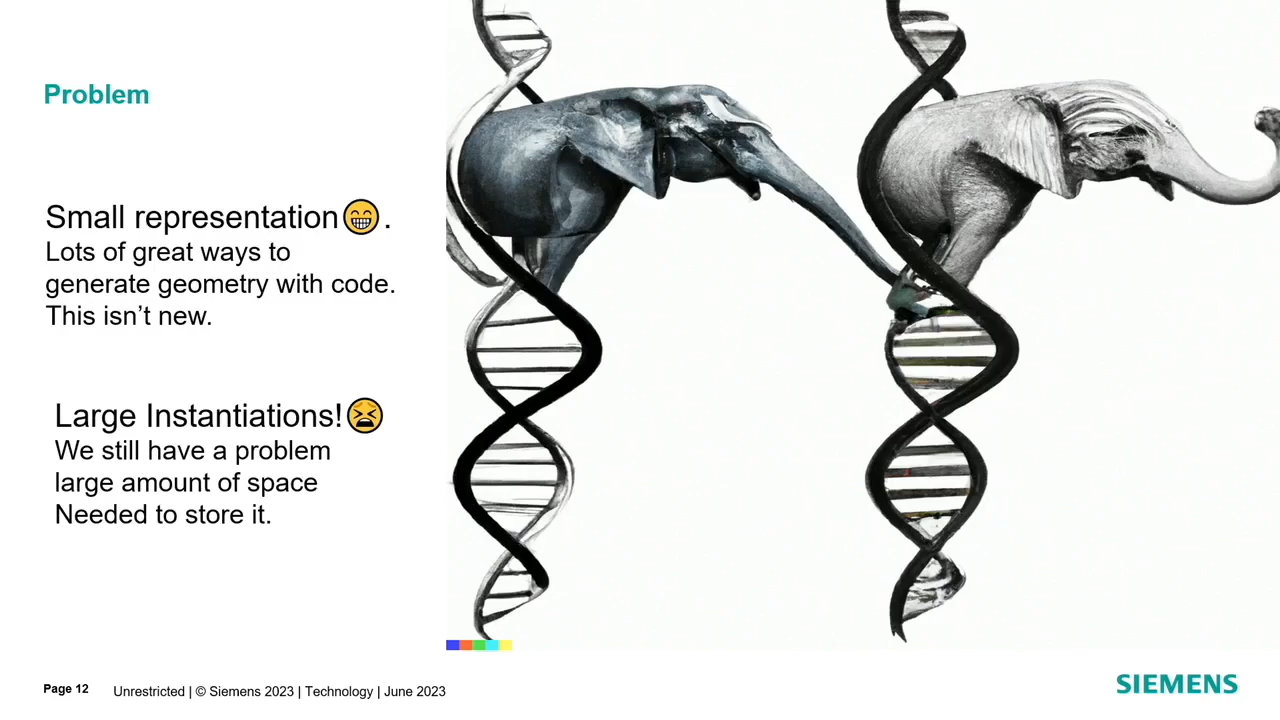 Problem
Small representation😁.
Lots of great ways to
generate geometry with code.
This isn’t new.
Large Instantiations!😫
We still have a problem
large amount of space
Needed to store it.
Page 12
Unrestricted | © Siemens 2023 | Technology | June 2023
SIEMENS